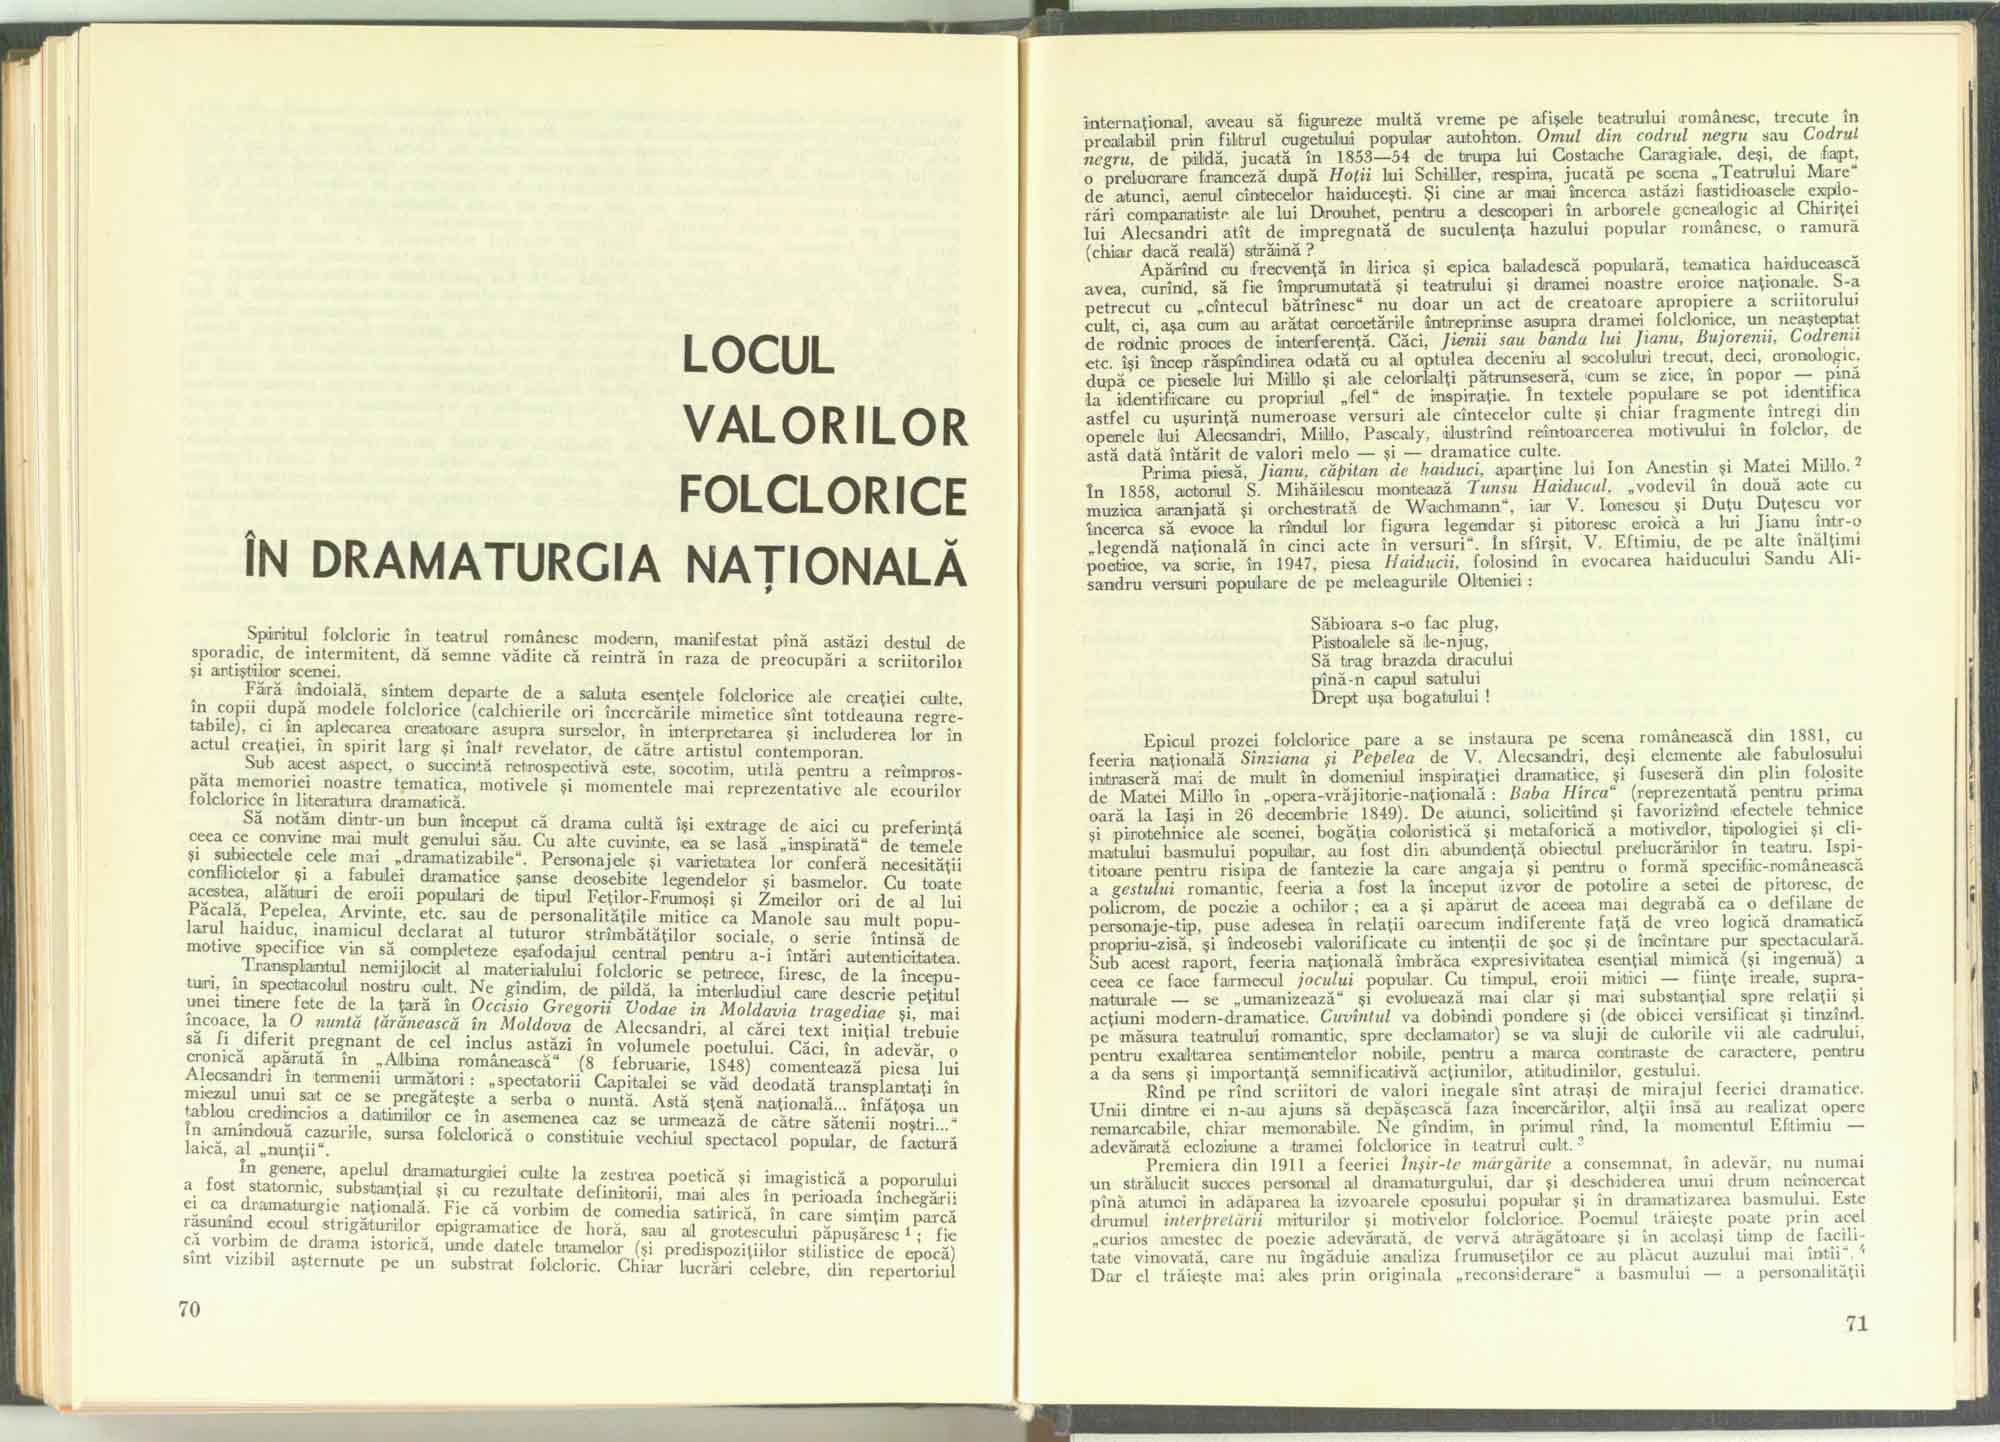 LOCUL
VALORILOR
FOLCLORICE
ÎN DRAMATURGIA NAȚIONALĂ
Spiritul folcloric în teatrul românesc modern, manifestat pînă astăzi destul de
sporadic, de intermitent, dă semne vădite că reintră în raza de preocupări a scriitorilor
și artiștilor scenei.
Fără îndoială, sîntem departe de a saluta esențele folclorice ale creației culte,
în copii după modele folclorice (calchierile ori încercările mimetice sînt totdeauna regre-
tabile), ci în aplecarea creatoare asupra surselor, în interpretarea și includerea lor în
actul creației, în spirit larg și înalt revelator, de către artistul contemporan.
Sub acest aspect, o succintă retrospectivă este, socotim, utilă pentru a reîmpros-
păta memoriei noastre tematica, motivele și momentele mai reprezentative ale ecourilor
folclorice în literatura dramatică.
Să notăm dintr-un bun început că drama cultă își extrage de aici cu preferință
ceea ce convine mai mult genului său. Cu alte cuvinte, ea se lasă „inspirată“ de temele
și subiectele cele mai „dramatizabile“. Personajele și varietatea lor conferă necesității
conflictelor și a fabulei dramatice șanse deosebite legendelor și basmelor. Cu toate
acestea, alături de eroii populari de tipul Feților-Frumoși și Zmeilor ori de al lui
Păcală, Pepelea, Arvinte, etc. sau de personalitățile mitice ca Manole sau mult popu-
larul haiduc, inamicul declarat al tuturor strîmbătăților sociale, o serie întinsă de
motive specifice vin să completeze eșafodajul central pentru a-i întări autenticitatea.
Transplantul nemijlocit al materialului folcloric se petrece, firesc, de la începu-
turi, în spectacolul nostru cult. Ne gîndim, de pildă, la interludiul care descrie pețitul
unei tinere fete de la țară în Occisio Gregorii Vodae in Moldavia tragediae și, mai
încoace, la O nuntă țărănească în Moldova de Alecsandri, al cărei text inițial trebuie
să fi diferit pregnant de cel inclus astăzi în volumele poetului. Căci, în adevăr, o
cronică apărută în „Albina românească“ (8 februarie, 1848) comentează piesa lui
Alecsandri în termenii următori : „spectatorii Capitalei se văd deodată transplantați în
miezul unui sat ce se pregătește a serba o nuntă. Astă stenă națională... înfățoșa un
tablou credincios a datinilor ce în asemenea caz se urmează de către sătenii noștri...“
În amîndouă cazurile, sursa folclorică o constituie vechiul spectacol popular, de factură
laică, al „nunții“.
În genere, apelul dramaturgiei culte la zestrea poetică și imagistică a poporului
a fost statornic, substanțial și cu rezultate definitorii, mai ales în perioada închegării
ei ca dramaturgie națională. Fie că vorbim de comedia satirică, în care simțim parcă
răsunînd ecoul strigăturilor epigramatice de horă, sau al grotescului păpușăresc 1 ; fie
că vorbim de drama istorică, unde datele tramelor (și predispozițiilor stilistice de epocă)
sînt vizibil așternute pe un substrat folcloric. Chiar lucrări celebre, din repertoriul
70
internațional, aveau să figureze multă vreme pe afișele teatrului românesc, trecute în
prealabil prin filtrul cugetului popular autohton. Omul din codrul negru sau Codrul
negru, de pildă, jucată în 1853—54 de trupa lui Costache Caragiale, deși, de fapt,
o prelucrare franceză după Hoții lui Schiller, respira, jucată pe scena „Teatrului Mare“
de atunci, aerul cîntecelor haiducești. Și cine ar mai încerca astăzi fastidioasele explo-
rări comparatiste ale lui Drouhet, pentru a descoperi în arborele genealogic al Chiriței
lui Alecsandri atît de impregnată de suculența hazului popular românesc, o ramură
(chiar dacă reală) străină ?
Apărînd cu frecvență în lirica și epica baladescă populară, tematica haiducească
avea, curînd, să fie împrumutată și teatrului și dramei noastre eroice naționale. S-a
petrecut cu „cîntecul bătrînesc“ nu doar un act de creatoare apropiere a scriitorului
cult, ci, așa cum au arătat cercetările întreprinse asupra dramei folclorice, un neașteptat
de rodnic proces de interferență. Căci, Jienii sau banda lui Jianu, Bujorenii, Codrenii
etc. își încep răspîndirea odată cu al optulea deceniu al secolului trecut, deci, cronologic,
după ce piesele lui Millo și ale celorlalți pătrunseseră, cum se zice, în popor — pînă
la identificare cu propriul „fel“ de inspirație. În textele populare se pot identifica
astfel cu ușurință numeroase versuri ale cîntecelor culte și chiar fragmente întregi din
operele lui Alecsandri, Millo, Pascaly, ilustrînd reîntoarcerea motivului în folclor, de
astă dată întărit de valori melo — și — dramatice culte.
Prima piesă, Jianu, căpitan de haiduci, aparține lui Ion Anestin și Matei Millo. 2
În 1858, actorul S. Mihăilescu montează Tunsu Haiducul, „vodevil în două acte cu
muzica aranjată și orchestrată de Wachmann“, iar V. Ionescu și Duțu Duțescu vor
încerca să evoce la rîndul lor figura legendar și pitoresc eroică a lui Jianu într-o
„legendă națională în cinci acte în versuri“. În sfîrșit, V. Eftimiu, de pe alte înălțimi
poetice, va scrie, în 1947, piesa Haiducii, folosind în evocarea haiducului Sandu Ali-
sandru versuri populare de pe meleagurile Olteniei :
Săbioara s-o fac plug,
Pistoalele să le-njug,
Să trag brazda dracului
pînă-n capul satului
Drept ușa bogatului !
Epicul prozei folclorice pare a se instaura pe scena românească din 1881, cu
feeria națională Sînziana și Pepelea de V. Alecsandri, deși elemente ale fabulosului
intraseră mai de mult în domeniul inspirației dramatice, și fuseseră din plin folosite
de Matei Millo în „opera-vrăjitorie-națională : Baba Hîrca“ (reprezentată pentru prima
oară la Iași in 26 decembrie 1849). De atunci, solicitînd și favorizînd efectele tehnice
și pirotehnice ale scenei, bogăția coloristică și metaforică a motivelor, tipologiei și cli-
matului basmului popular, au fost din abundență obiectul prelucrărilor în teatru. Ispi-
titoare pentru risipa de fantezie la care angaja și pentru o formă specific-românească
a gestului romantic, feeria a fost la început izvor de potolire a setei de pitoresc, de
policrom, de poezie a ochilor ; ea a și apărut de aceea mai degrabă ca o defilare de
personaje-tip, puse adesea în relații oarecum indiferente față de vreo logică dramatică
propriu-zisă, și îndeosebi valorificate cu intenții de șoc și de încîntare pur spectaculară.
Sub acest raport, feeria națională îmbrăca expresivitatea esențial mimică (și ingenuă) a
ceea ce face farmecul jocului popular. Cu timpul, eroii mitici — ființe ireale, supra-
naturale — se „umanizează“ și evoluează mai clar și mai substanțial spre relații și
acțiuni modern-dramatice. Cuvîntul va dobîndi pondere și (de obicei versificat și tinzînd,
pe măsura teatrului romantic, spre declamator) se va sluji de culorile vii ale cadrului,
pentru exaltarea sentimentelor nobile, pentru a marca contraste de caractere, pentru
a da sens și importanță semnificativă acțiunilor, atitudinilor, gestului.
Rînd pe rînd scriitori de valori inegale sînt atrași de mirajul feeriei dramatice.
Unii dintre ei n-au ajuns să depășească faza încercărilor, alții însă au realizat opere
remarcabile, chiar memorabile. Ne gîndim, în primul rînd, la momentul Eftimiu —
adevărată ecloziune a tramei folclorice în teatrul cult. 3
Premiera din 1911 a feeriei Înșir-te mărgărite a consemnat, în adevăr, nu numai
un strălucit succes personal al dramaturgului, dar și deschiderea unui drum neîncercat
pînă atunci in adăparea la izvoarele eposului popular și în dramatizarea basmului. Este
drumul interpretării miturilor și motivelor folclorice. Poemul trăiește poate prin acel
„curios amestec de poezie adevărată, de vervă atrăgătoare și în același timp de facili-
tate vinovată, care nu îngăduie analiza frumuseților ce au plăcut auzului mai întîi“. 4
Dar el trăiește mai ales prin originala „reconsiderare“ a basmului — a personalității
71